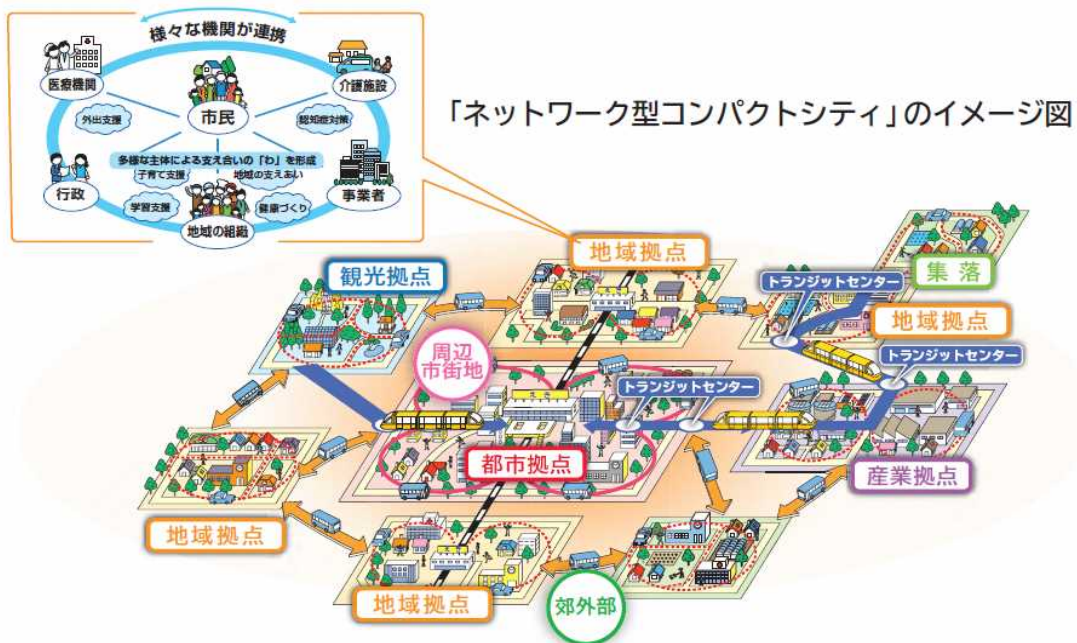 様々な機関が連携
医療機関
介護施設
市民
外出支援
認知症対策
多様な主体による支え合いの「わ」を形成
子育て支援
地域の支えあい
行政
事業者
学習支援
健康づくり
地域の組織
「ネットワーク型コンパクトシティ」のイメージ図
地域拠点
集落
観光拠点
トランジットセンター
地域拠点
周辺
市街地
トランジットセンター
トランジットセンター
都市拠点
産業拠点
地域拠点
地域拠点
郊外部